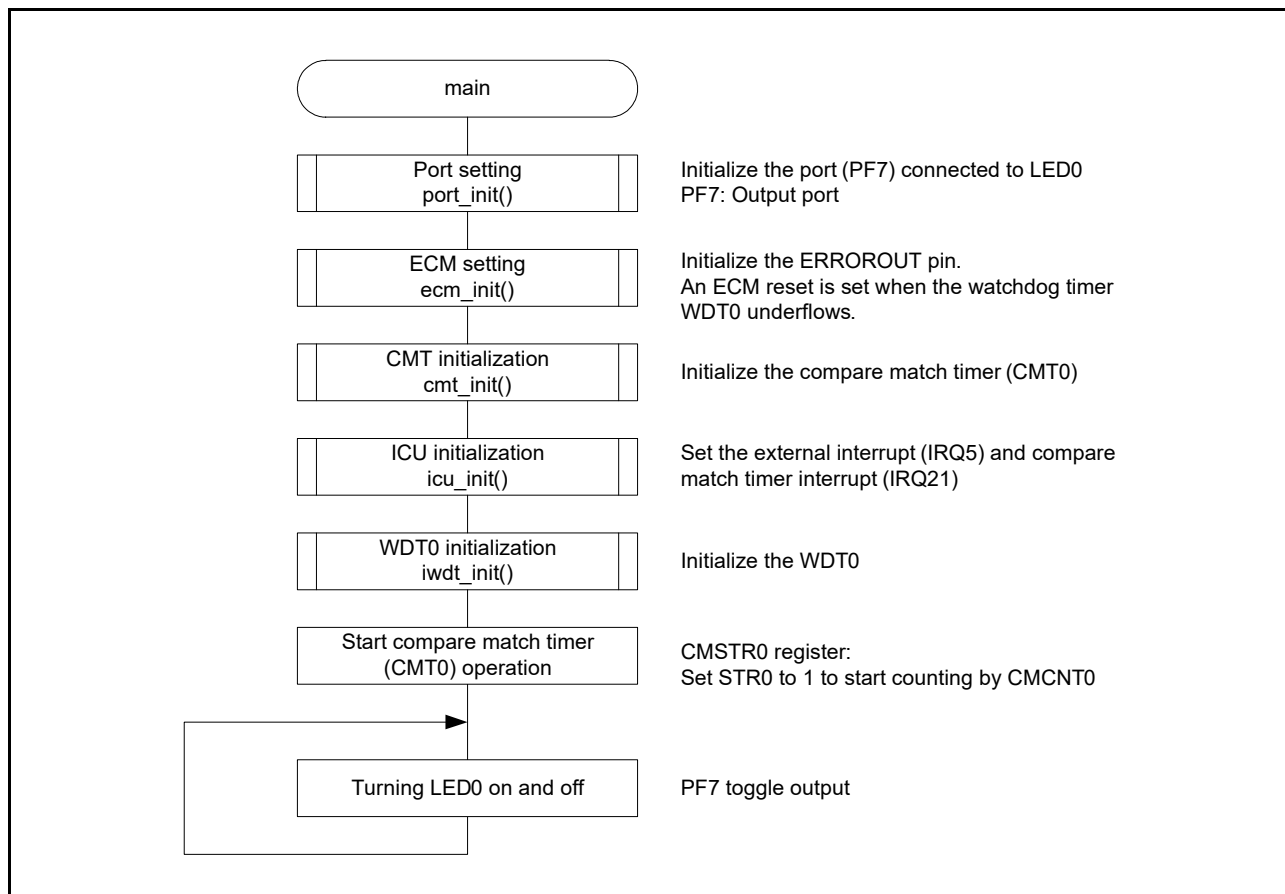 main
Port setting
port_init()
Initialize the port (PF7) connected to LED0
PF7: Output port
ECM setting
ecm_init()
Initialize the ERROROUT pin.
An ECM reset is set when the watchdog timer
WDT0 underflows.
CMT initialization
cmt_init()
Initialize the compare match timer (CMT0)
ICU initialization
icu_init()
Set the external interrupt (IRQ5) and compare
match timer interrupt (IRQ21)
WDT0 initialization
iwdt_init()
Initialize the WDT0
Start compare match timer
(CMT0) operation
CMSTR0 register:
Set STR0 to 1 to start counting by CMCNT0
Turning LED0 on and off
PF7 toggle output